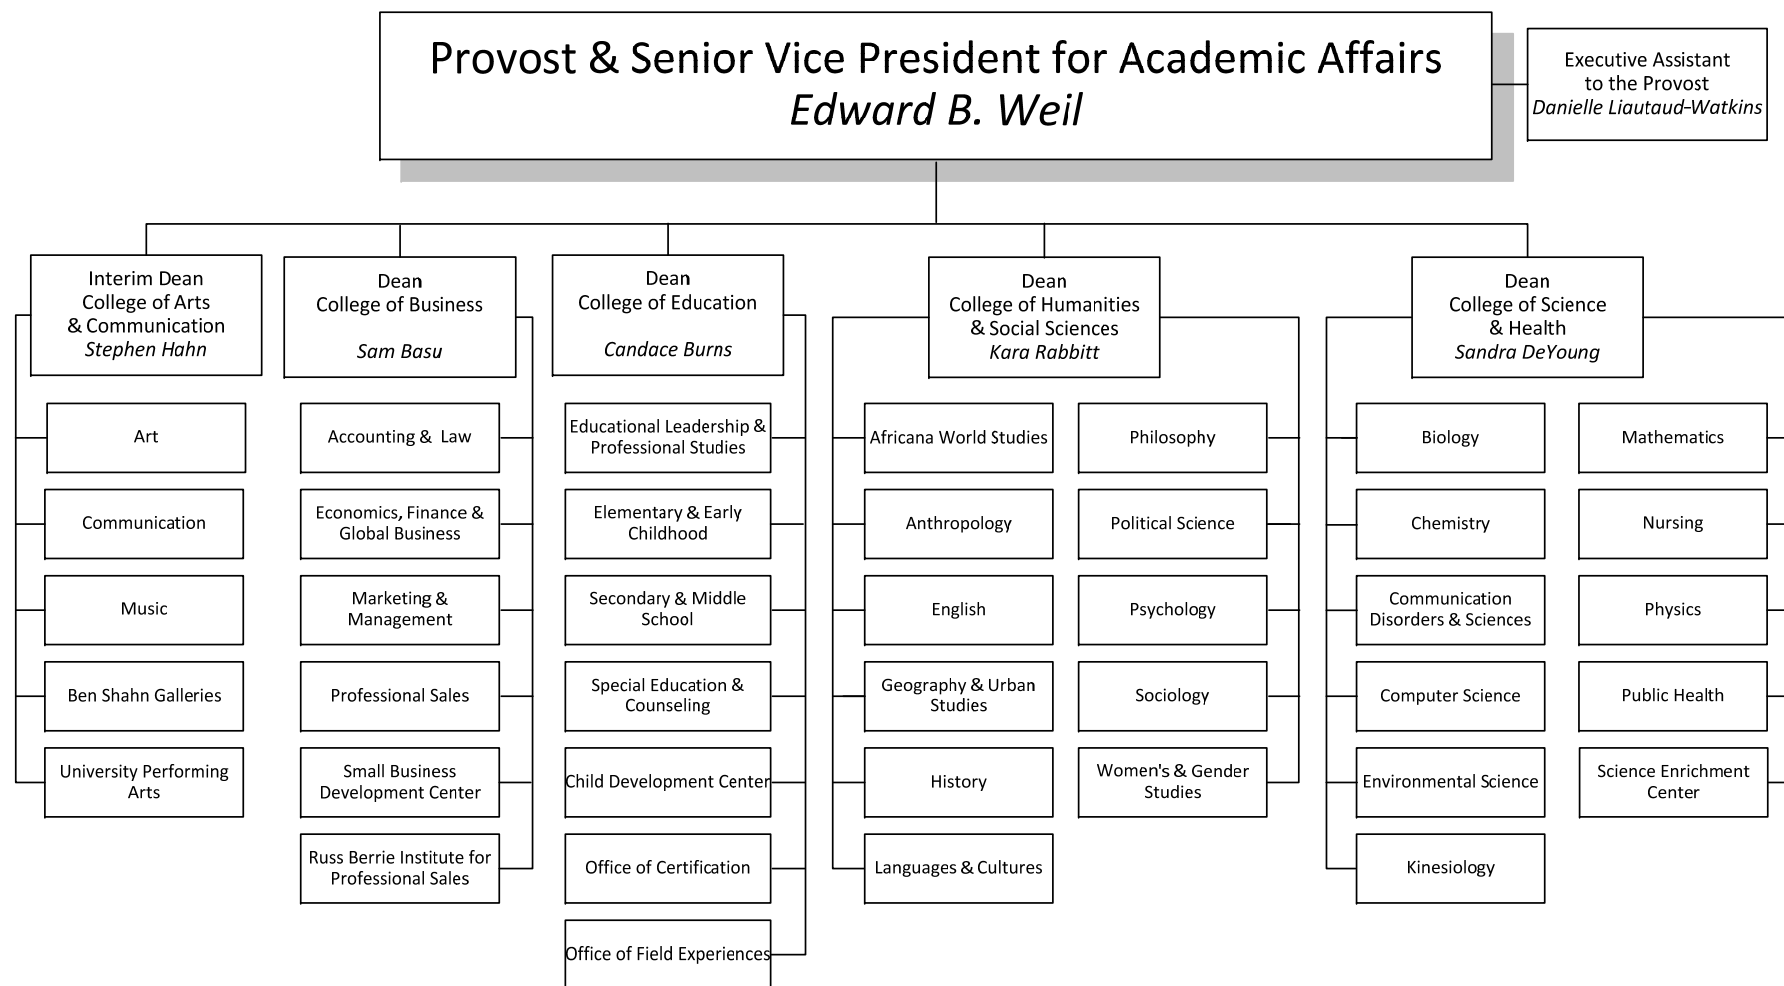 Provost & Senior Vice President for Academic Affairs
Edward B. Weil
Executive Assistant
to the Provost
Danielle Liautaud-Watkins
Interim Dean
College of Arts
& Communication
Stephen Hahn
Dean
College of Business
Sam Basu
Dean
College of Education
Candace Burns
Dean
College of Humanities
& Social Sciences
Kara Rabbitt
Dean
College of Science
& Health
Sandra DeYoung
Art
Communication
Music
Ben Shahn Galleries
University Performing
Arts
Accounting & Law
Economics, Finance &
Global Business
Marketing &
Management
Professional Sales
Small Business
Development Center
Russ Berrie Institute for
Professional Sales
Educational Leadership &
Professional Studies
Elementary & Early
Childhood
Secondary & Middle
School
Special Education &
Counseling
Child Development Center
Office of Certification
Office of Field Experiences
Africana World Studies
Anthropology
English
Geography & Urban
Studies
History
Languages & Cultures
Philosophy
Political Science
Psychology
Sociology
Women's & Gender
Studies
Biology
Chemistry
Communication
Disorders & Sciences
Computer Science
Environmental Science
Kinesiology
Mathematics
Nursing
Physics
Public Health
Science Enrichment
Center